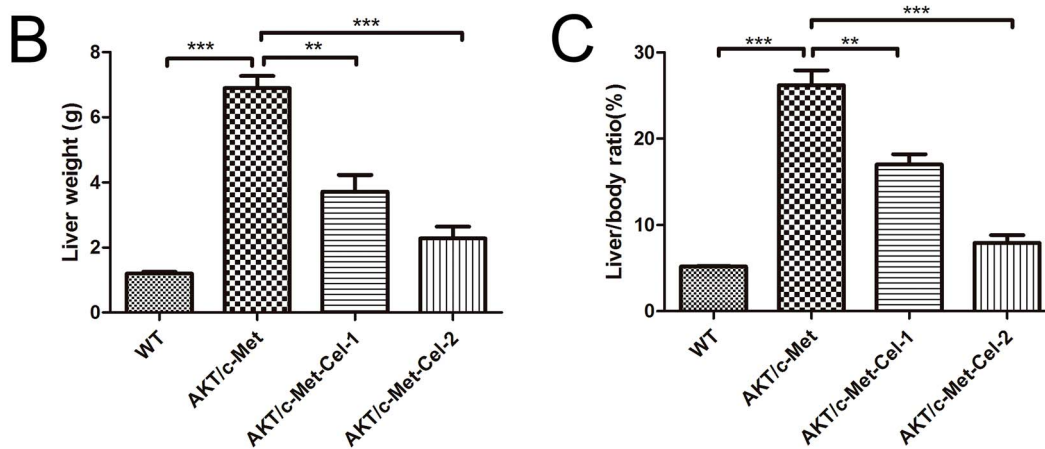 B
***
***
**
Liver weight (g)
8
6
4
2
0
WT
AKT/c-Met
AKT/c-Met-Cel-1
AKT/c-Met-Cel-2
C
***
***
**
Liver/body ratio(%)
30
20
10
0
WT
AKT/c-Met
AKT/c-Met-Cel-1
AKT/c-Met-Cel-2